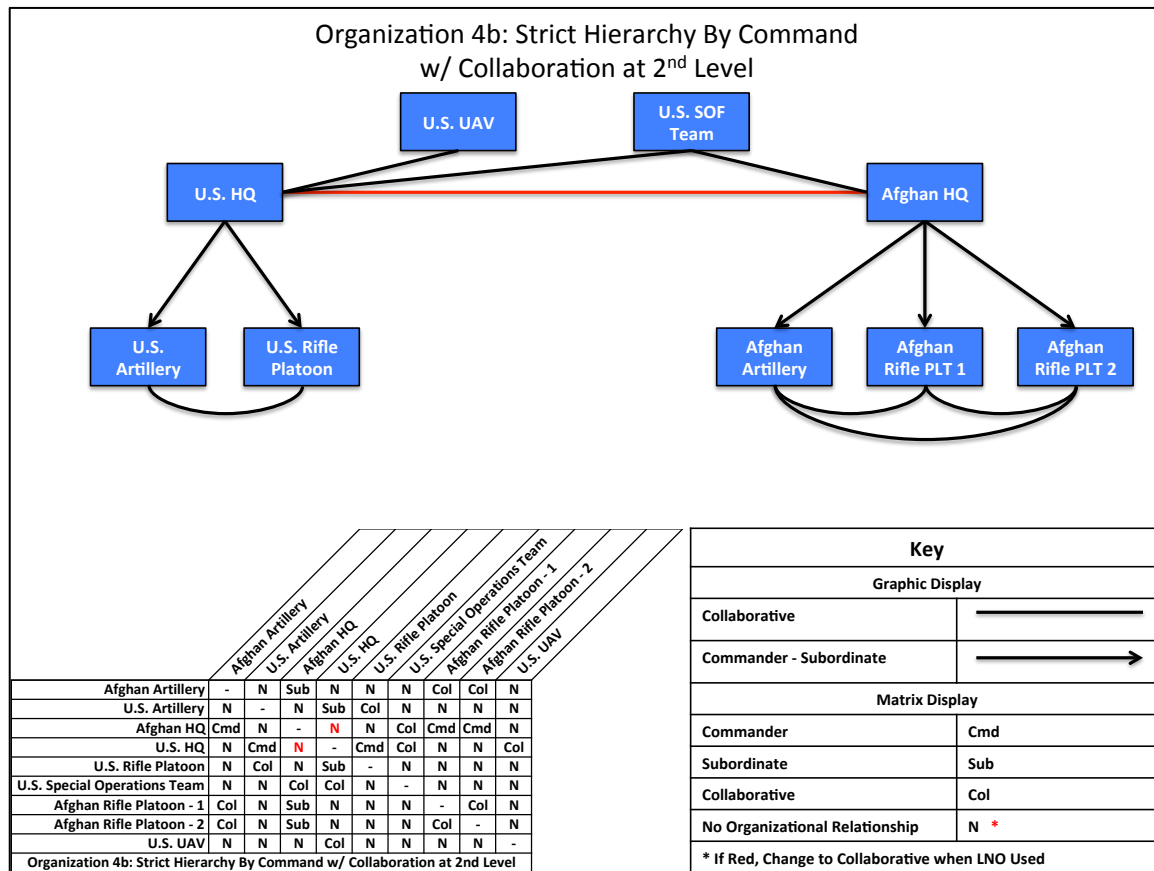 Organization 4b: Strict Hierarchy By Command
w/ Collaboration at 2nd Level
U.S. UAV
U.S. SOF
Team
U.S. HQ
Afghan HQ
U.S.
Artillery
U.S. Rifle
Platoon
Afghan
Artillery
Afghan
Rifle PLT 1
Afghan
Rifle PLT 2
Afghan Artillery
U.S. Artillery
Afghan HQ
U.S. HQ
U.S. Rifle Platoon
U.S. Special Operations Team
Afghan Rifle Platoon - 1
Afghan Rifle Platoon - 2
U.S. UAV
Afghan Artillery - N Sub N N N Col Col N
U.S. Artillery N - N Sub Col N N N N
Afghan HQ Cmd N - N N Col Cmd Cmd N
U.S. HQ N Cmd N - Cmd Col N N Col
U.S. Rifle Platoon N Col N Sub - N N N N
U.S. Special Operations Team N N Col Col N - N N N
Afghan Rifle Platoon - 1 Col N Sub N N N - Col N
Afghan Rifle Platoon - 2 Col N Sub N N N Col - N
U.S. UAV N N N Col N N N N -
Organization 4b: Strict Hierarchy By Command w/ Collaboration at 2nd Level
Key
Graphic Display
Collaborative
Commander - Subordinate
Matrix Display
Commander Cmd
Subordinate Sub
Collaborative Col
No Organizational Relationship N *
* If Red, Change to Collaborative when LNO Used